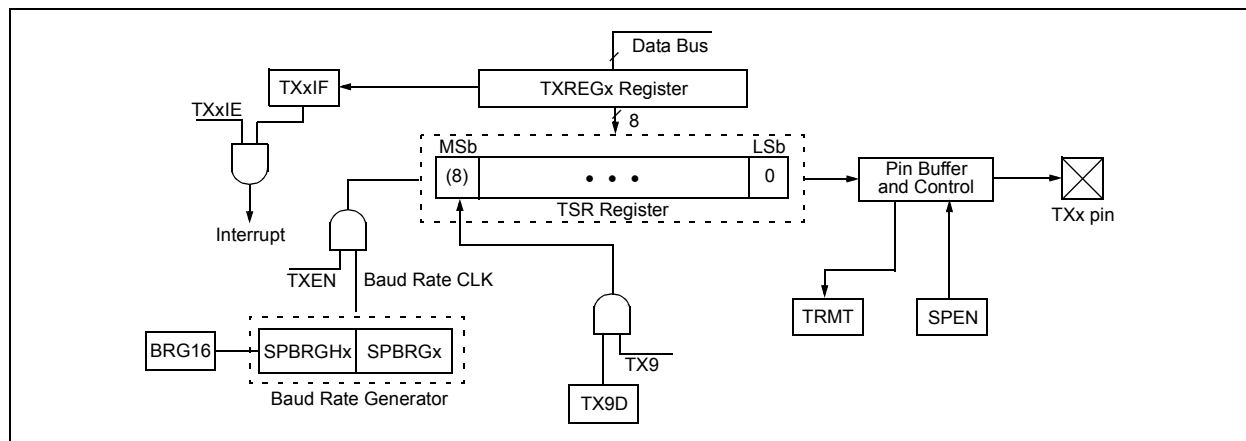 Data Bus
TXxIF
TXREGx Register
TXxIE
8
MSb
LSb
(8)
• • •
0
TSR Register
Pin Buffer
and Control
TXx pin
Interrupt
TXEN
Baud Rate CLK
TRMT
SPEN
BRG16
SPBRGHx
SPBRGx
TX9
Baud Rate Generator
TX9D